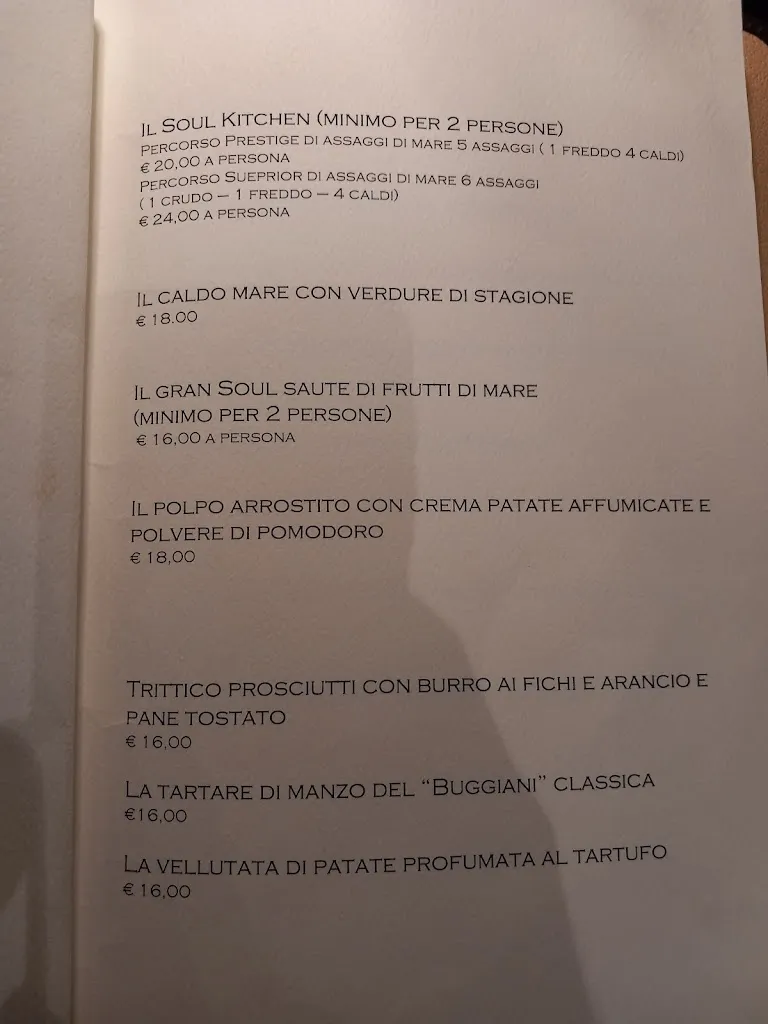 Il Soul Kitchen (minimo per 2 persone)
Percorso Prestige di assaggi di mare 5 assaggi ( 1 freddo 4 caldi)
€ 20,00 a persona
Percorso Sueprior di assaggi di mare 6 assaggi
( 1 crudo – 1 freddo – 4 caldi)
€ 24,00 a persona
Il caldo mare con verdure di stagione
€ 18.00
Il gran Soul saute di frutti di mare
(minimo per 2 persone)
€ 16,00 a persona
Il polpo arrostito con crema patate affumicate e
polvere di pomodoro
€ 18,00
Trittico prosciutti con burro ai fichi e arancio e
pane tostato
€ 16,00
La tartare di manzo del “Buggiani” classica
€16,00
La vellutata di patate profumata al tartufo
€ 16,00